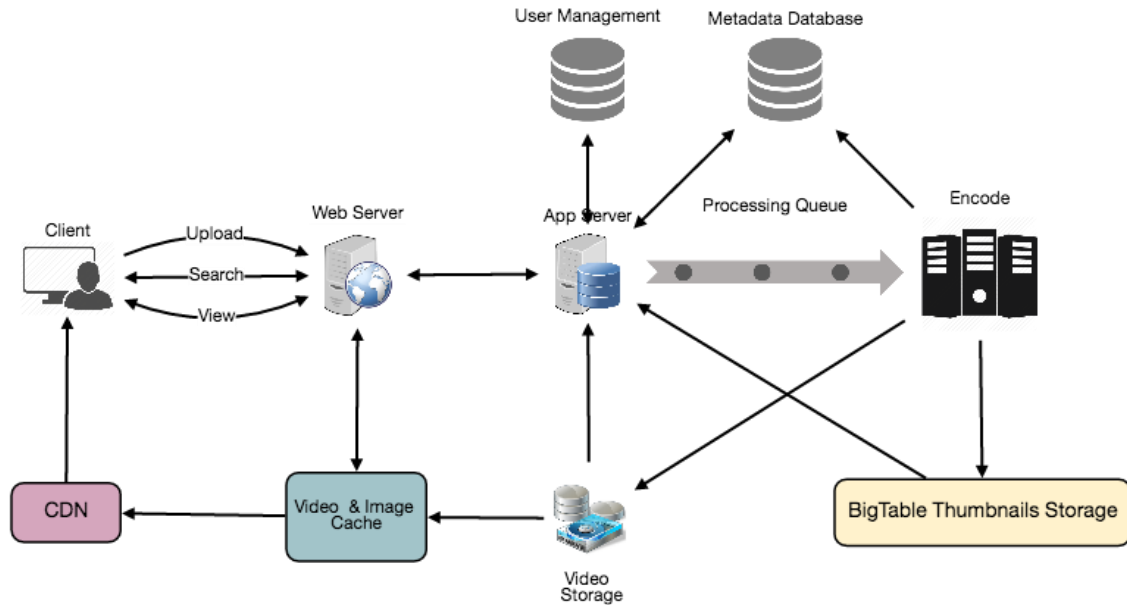 User Management
Metadata Database
Client
Web Server
App Server
Processing Queue
Encode
Upload
Search
View
CDN
Video & Image
Cache
BigTable Thumbnails Storage
Video
Storage